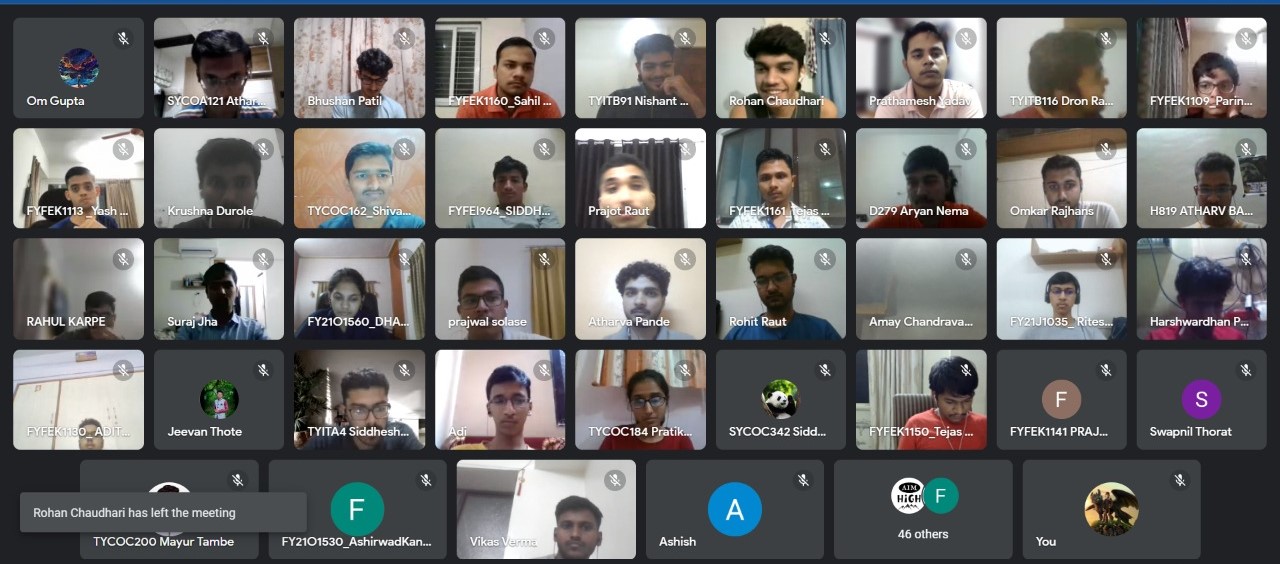 Om Gupta
SYCOA121 Athar...
Bhushan Patil
FYFEK1160_Sahil ...
TYITB91 Nishant ...
Rohan Chaudhari
Prathamesh Yadav
TYITB116 Dron Ra...
FYFEK1109_Parin...
FYFEK1113_Yash ...
Krushna Durole
TYCOC162_Shiva...
FYFEI964_SIDDH...
Prajot Raut
FYFEK1161_Tejas ...
D279 Aryan Nema
Omkar Rajhans
H819 ATHARV BA...
RAHUL KARPE
Suraj Jha
FY21O1560_DHA...
prajwal solase
Atharva Pande
Rohit Raut
Amay Chandrava...
FY21J1035_ Rites...
Harshwardhan P...
FYFEK1130_ ADIT...
Jeevan Thote
TYITA4 Siddhesh...
Adi
TYCOC184 Pratik...
SYCOC342 Sidd...
FYFEK1150_Tejas ...
F
FYFEK1141 PRAJ...
S
Swapnil Thorat
Rohan Chaudhari has left the meeting
TYCOC200 Mayur Tambe
F
FY21O1530_AshirwadKan...
Vikas Verma
A
Ashish
AIM
HIGH
F
46 others
You